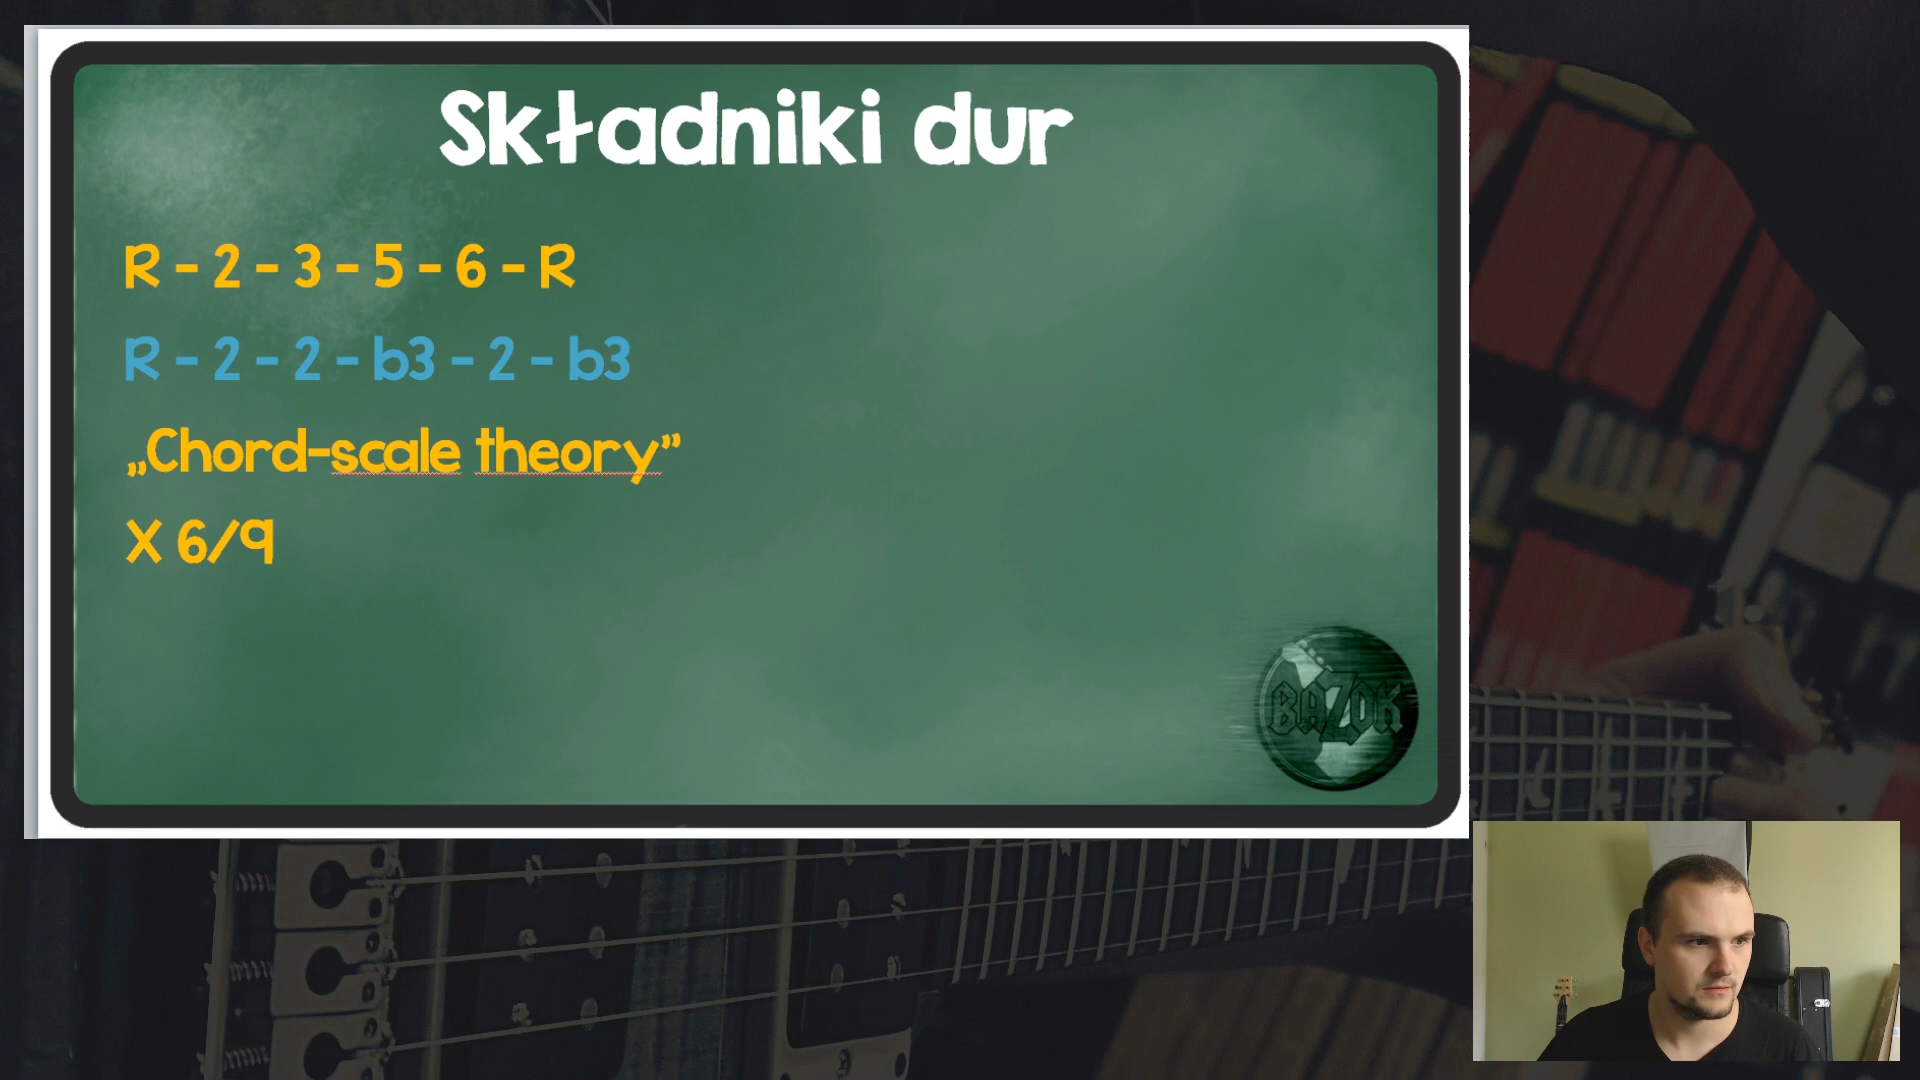 Składniki dur
R - 2 - 3 - 5 - 6 - R
R - 2 - 2 - b3 - 2 - b3
„Chord-scale theory”
X 6/9
BAZOK